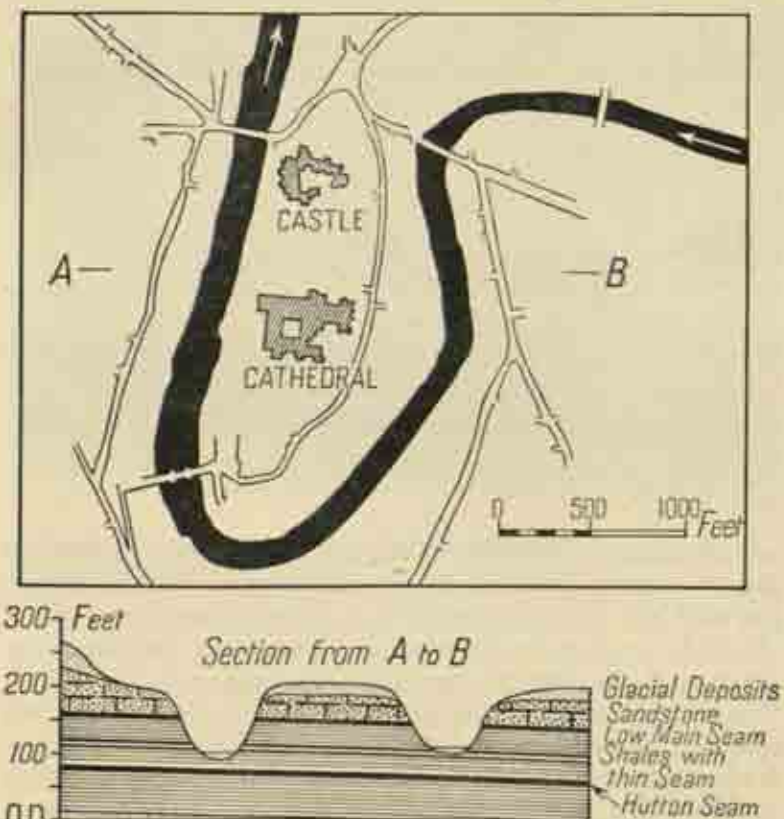 CASTLE
A
B
CATHEDRAL
0 500 1000 Feet
300 Feet
Section from A to B
200
Glacial Deposits
Sandstone
Low Main Seam
100
Shales with
thin Seam
Hutton Seam
O.D.